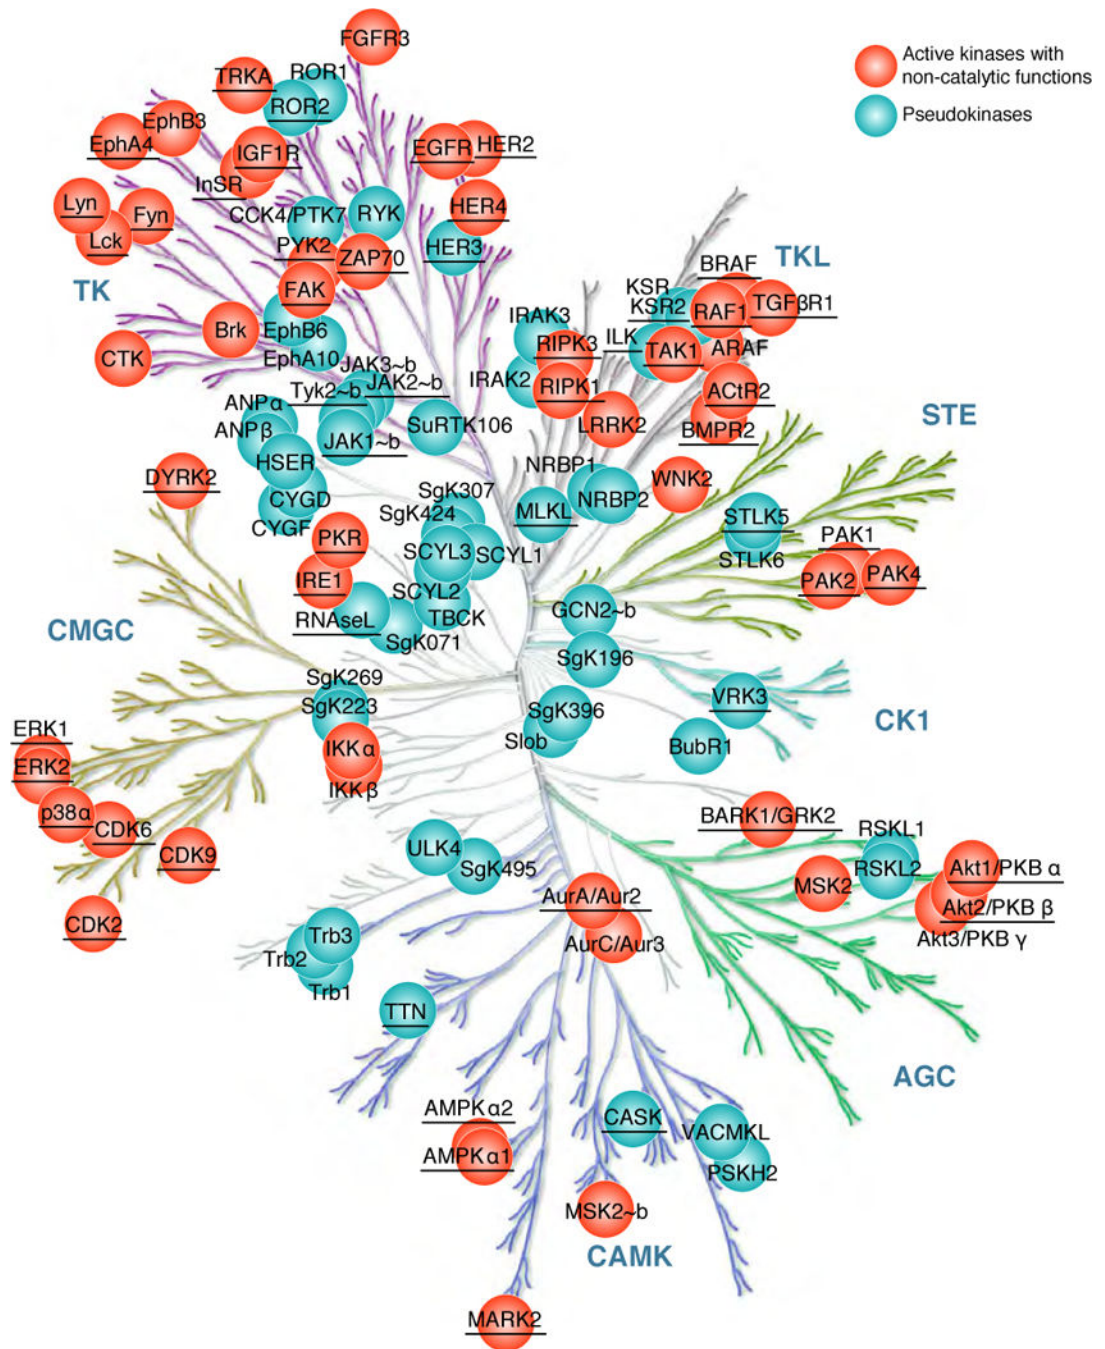 FGFR3
Active kinases with
non-catalytic functions
Pseudokinases
TRKA
ROR1
ROR2
EphB3
EphA4
IGF1R
InSR
EGFR
HER2
HER4
HER3
Lyn
Fyn
Lck
CCK4/PTK7
RYK
PYK2
ZAP70
FAK
TK
TKL
BRAF
KSR
KSR2
RAF1
TGFβR1
IRAK3
RIPK3
ILK
TAK1
ARAF
Brk
EphB6
EphA10
CTK
JAK3~b
JAK2~b
Tyk2~b
JAK1~b
IRAK2
RIPK1
LRRK2
ACtR2
BMPR2
STE
ANPα
ANPβ
HSER
SuRTK106
DYRK2
CYGD
CYGF
SgK307
SgK424
NRBP1
NRBP2
MLKL
WNK2
STLK5
STLK6
PAK1
PAK2
PAK4
PKR
SCYL3
SCYL1
IRE1
SCYL2
TBCK
RNAseL
SgK071
GCN2~b
CMGC
SgK196
SgK269
SgK223
SgK396
Slob
VRK3
BubR1
CK1
ERK1
ERK2
IKKα
IKKβ
p38α
CDK6
CDK9
CDK2
BARK1/GRK2
RSKL1
RSKL2
MSK2
Akt1/PKB α
Akt2/PKB β
Akt3/PKB γ
ULK4
SgK495
AurA/Aur2
AurC/Aur3
Trb3
Trb2
Trb1
TTN
AGC
AMPKα2
AMPKα1
CASK
VACMKL
PSKH2
MSK2~b
CAMK
MARK2